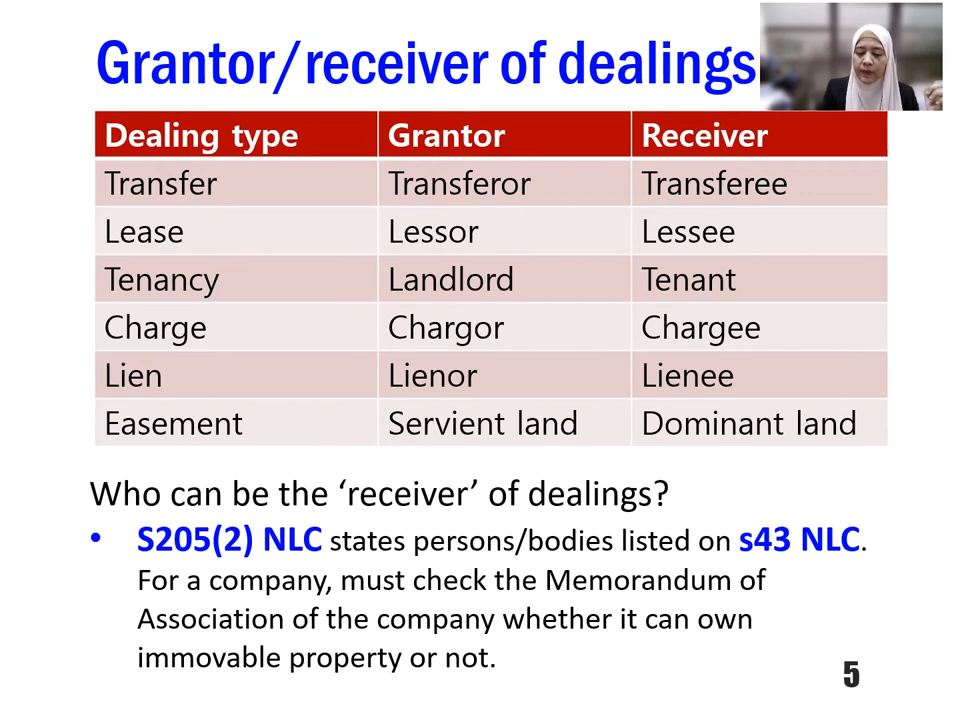 Grantor/receiver of dealings
Dealing type Grantor Receiver
Transfer Transferor Transferee
Lease Lessor Lessee
Tenancy Landlord Tenant
Charge Chargor Chargee
Lien Lienor Lienee
Easement Servient land Dominant land
Who can be the ‘receiver’ of dealings?
• S205(2) NLC states persons/bodies listed on s43 NLC.
For a company, must check the Memorandum of
Association of the company whether it can own
immovable property or not.
5